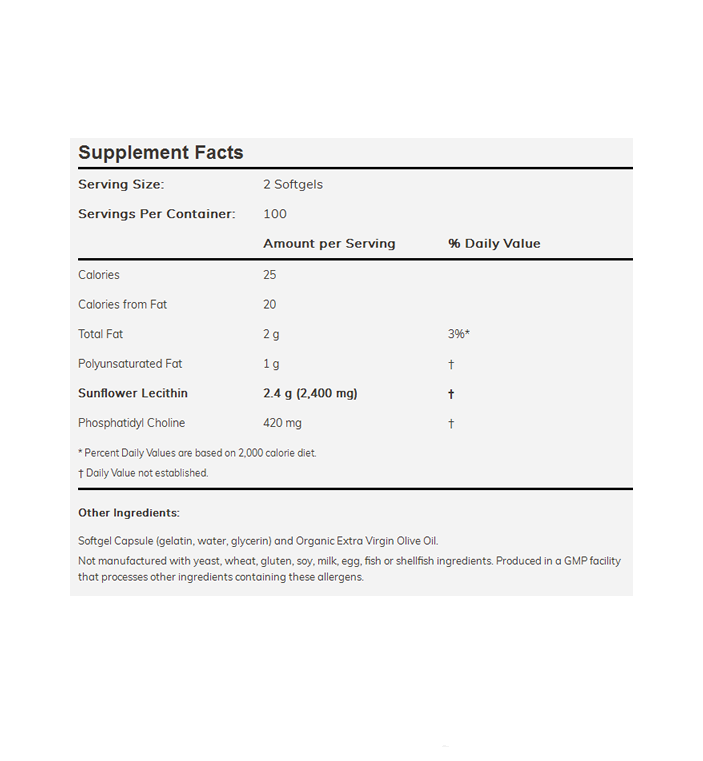 Supplement Facts
Serving Size: 2 Softgels
Servings Per Container: 100
Amount per Serving % Daily Value
Calories 25
Calories from Fat 20
Total Fat 2 g 3%*
Polyunsaturated Fat 1 g †
Sunflower Lecithin 2.4 g (2,400 mg) †
Phosphatidyl Choline 420 mg †
* Percent Daily Values are based on 2,000 calorie diet.
† Daily Value not established.
Other Ingredients:
Softgel Capsule (gelatin, water, glycerin) and Organic Extra Virgin Olive Oil.
Not manufactured with yeast, wheat, gluten, soy, milk, egg, fish or shellfish ingredients. Produced in a GMP facility
that processes other ingredients containing these allergens.